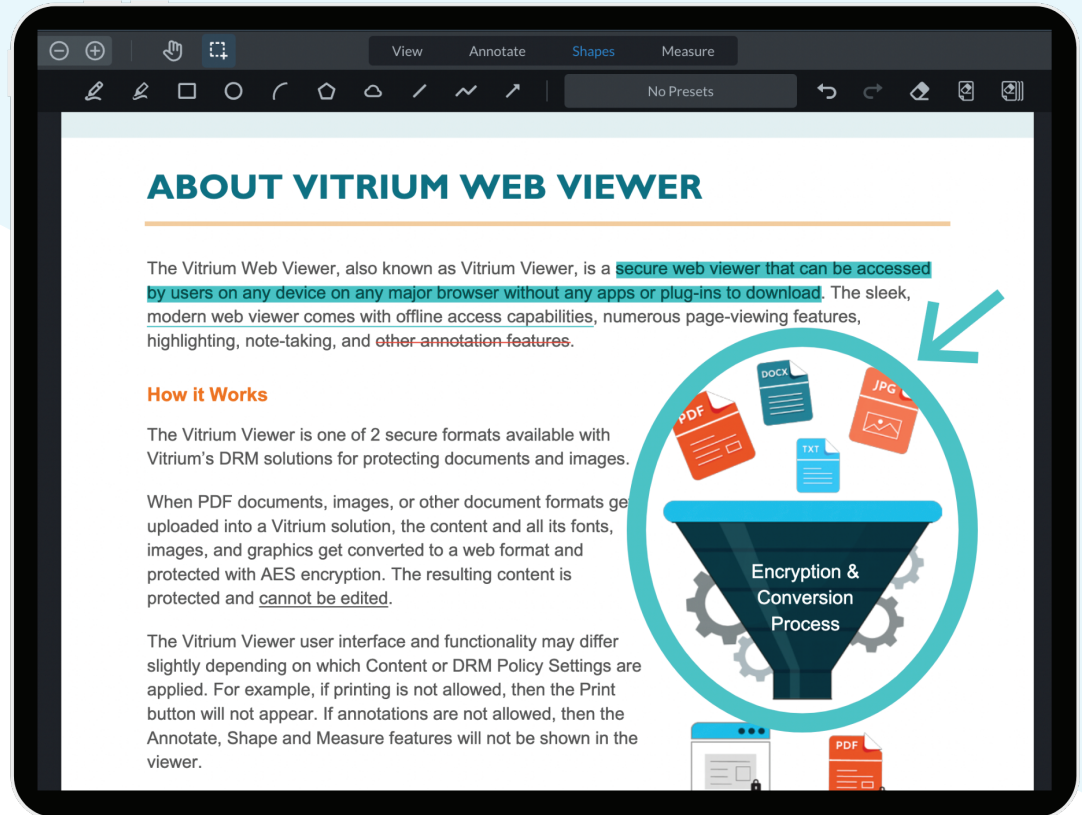 View Annotate Shapes Measure
No Presets
ABOUT VITRIUM WEB VIEWER
The Vitrium Web Viewer, also known as Vitrium Viewer, is a secure web viewer that can be accessed
by users on any device on any major browser without any apps or plug-ins to download. The sleek,
modern web viewer comes with offline access capabilities, numerous page-viewing features,
highlighting, note-taking, and other annotation features.
How it Works
The Vitrium Viewer is one of 2 secure formats available with
Vitrium's DRM solutions for protecting documents and images.
When PDF documents, images, or other document formats ge
uploaded into a Vitrium solution, the content and all its fonts,
images, and graphics get converted to a web format and
protected with AES encryption. The resulting content is
protected and cannot be edited.
The Vitrium Viewer user interface and functionality may differ
slightly depending on which Content or DRM Policy Settings are
applied. For example, if printing is not allowed, then the Print
button will not appear. If annotations are not allowed, then the
Annotate, Shape and Measure features will not be shown in the
viewer.
PDF
DOCX
JPG
TXT
Encryption &
Conversion
Process
PDF